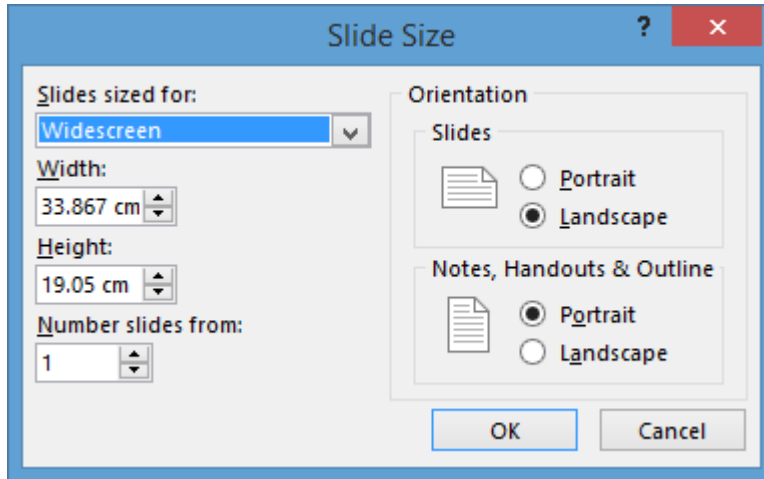 Slide Size
?
Slides sized for:
Widescreen
Width:
33.867 cm
Height:
19.05 cm
Number slides from:
1
Orientation
Slides
Portrait
Landscape
Notes, Handouts & Outline
Portrait
Landscape
OK
Cancel